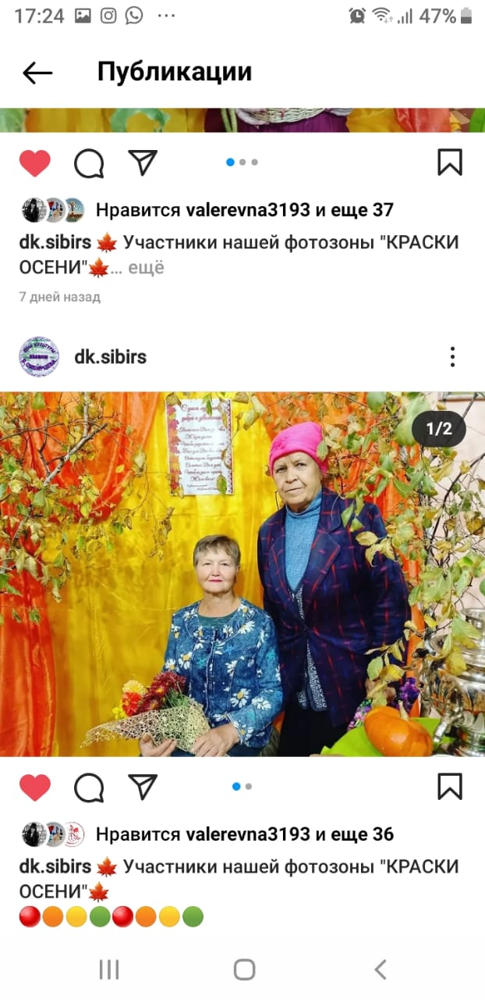 17:24
47%
Публикации
Нравится valerevna3193 и еще 37
dk.sibirs 🍁 Участники нашей фотозоны "КРАСКИ
ОСЕНИ"🍁... ещё
7 дней назад
dk.sibirs
1/2
Нравится valerevna3193 и еще 36
dk.sibirs 🍁 Участники нашей фотозоны "КРАСКИ
ОСЕНИ"🍁